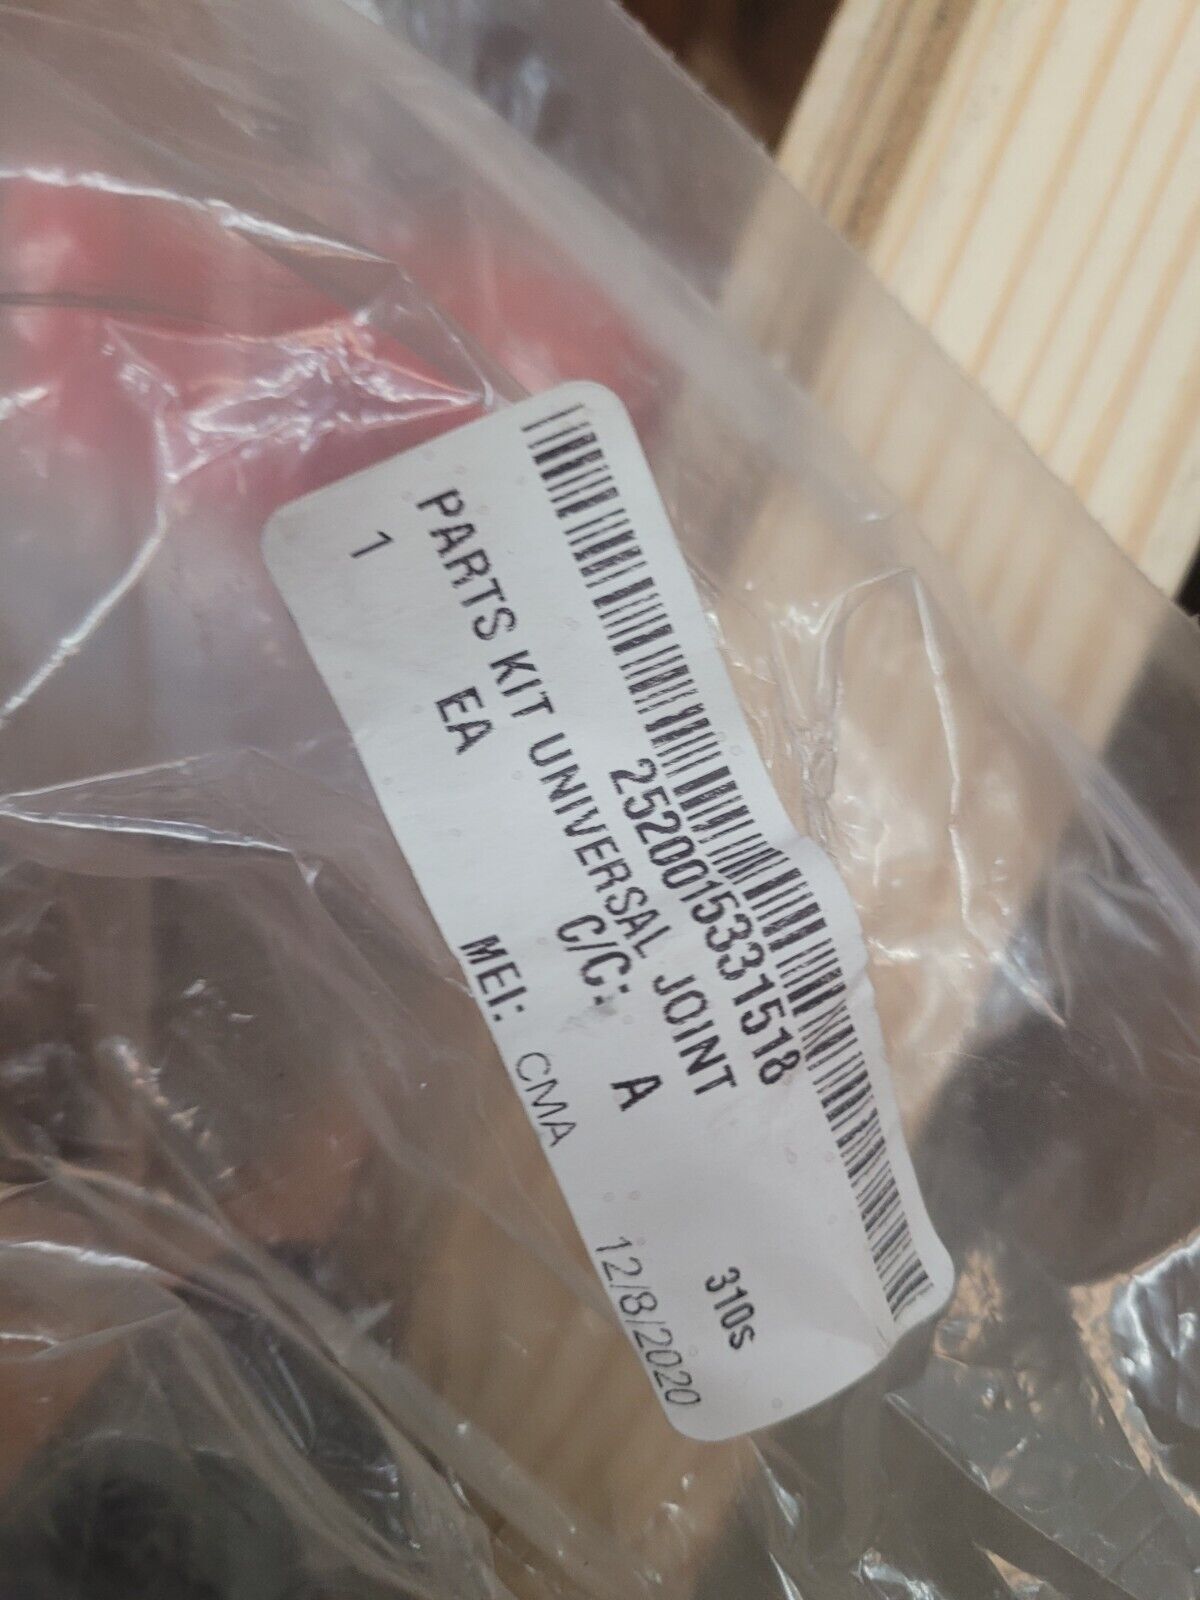 2520015331518
PARTS KIT UNIVERSAL JOINT 310s
1 EA C/C: A
MEI: CMA 12/8/2020